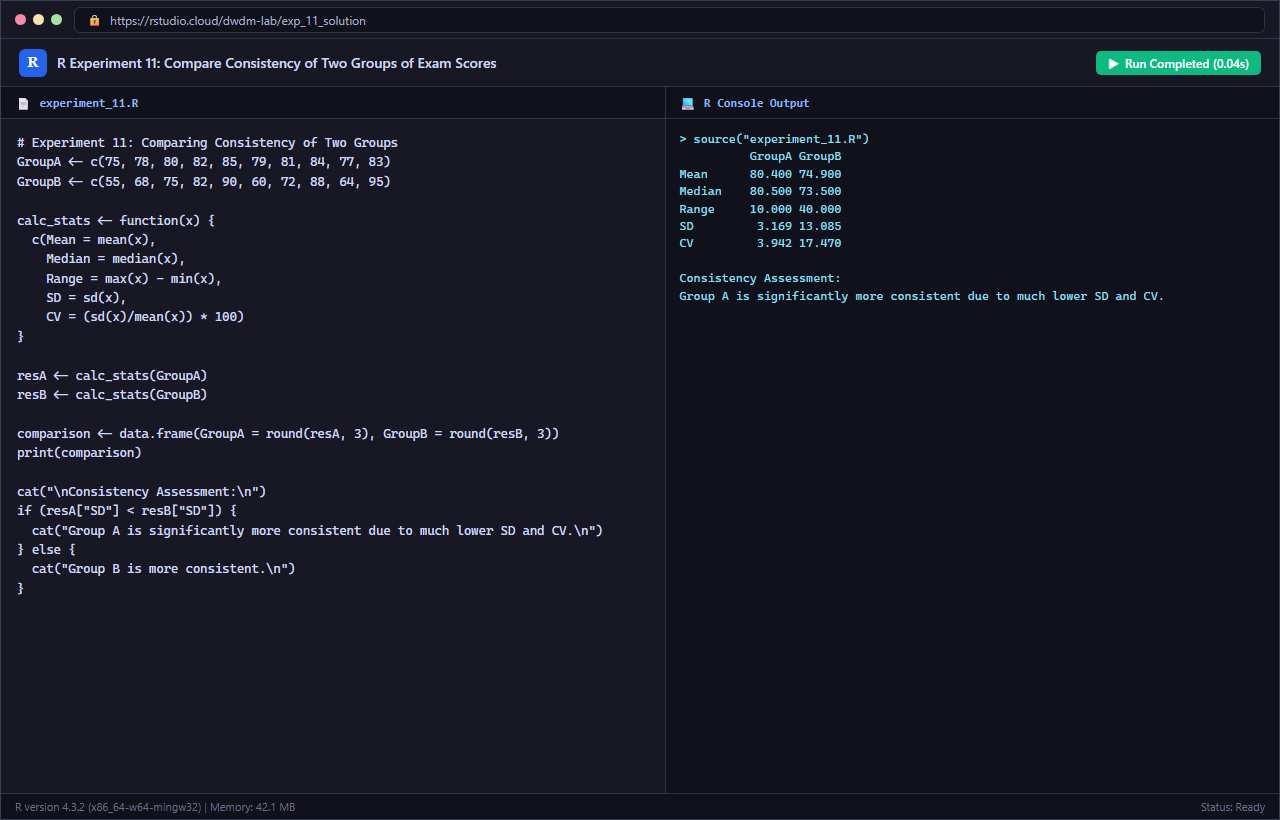 https://rstudio.cloud/dwdm-lab/exp_11_solution
R
R Experiment 11: Compare Consistency of Two Groups of Exam Scores
▶ Run Completed (0.04s)
experiment_11.R
# Experiment 11: Comparing Consistency of Two Groups
GroupA <- c(75, 78, 80, 82, 85, 79, 81, 84, 77, 83)
GroupB <- c(55, 68, 75, 82, 90, 60, 72, 88, 64, 95)
calc_stats <- function(x) {
  c(Mean = mean(x),
    Median = median(x),
    Range = max(x) - min(x),
    SD = sd(x),
    CV = (sd(x)/mean(x)) * 100)
}
resA <- calc_stats(GroupA)
resB <- calc_stats(GroupB)
comparison <- data.frame(GroupA = round(resA, 3), GroupB = round(resB, 3))
print(comparison)
cat("\nConsistency Assessment:\n")
if (resA["SD"] < resB["SD"]) {
  cat("Group A is significantly more consistent due to much lower SD and CV.\n")
} else {
  cat("Group B is more consistent.\n")
}
R Console Output
> source("experiment_11.R")
          GroupA GroupB
Mean      80.400 74.900
Median    80.500 73.500
Range     10.000 40.000
SD         3.169 13.085
CV         3.942 17.470
Consistency Assessment:
Group A is significantly more consistent due to much lower SD and CV.
R version 4.3.2 (x86_64-w64-mingw32) | Memory: 42.1 MB
Status: Ready